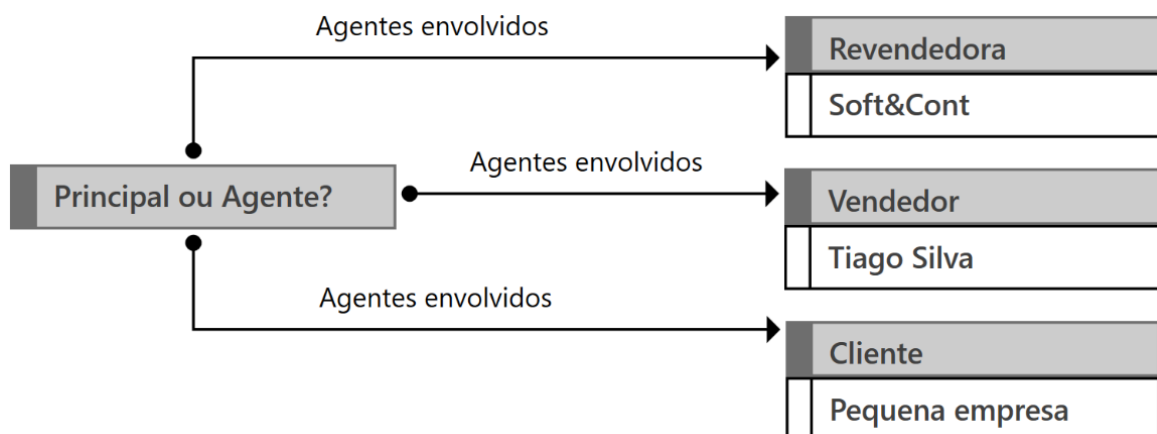 Agentes envolvidos
Revendedora
Soft&Cont
Principal ou Agente?
Agentes envolvidos
Vendedor
Tiago Silva
Agentes envolvidos
Cliente
Pequena empresa